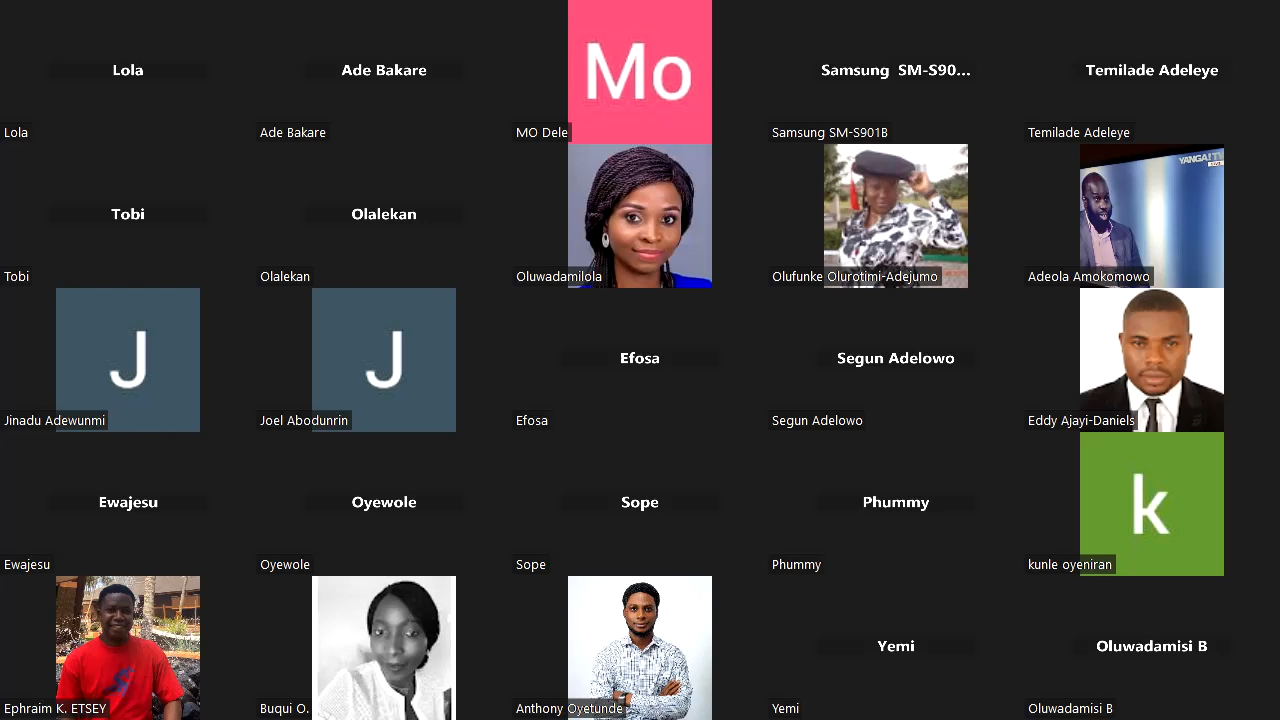 Lola
Ade Bakare
Mo
Samsung SM-S90...
Temilade Adeleye
Lola
Ade Bakare
MO Dele
Samsung SM-S901B
Temilade Adeleye
Tobi
Olalekan
YANGA! TV
Tobi
Olalekan
Oluwadamilola
Olufunke Olurotimi-Adejumo
Adeola Amokomowo
J
J
Efosa
Segun Adelowo
Jinadu Adewunmi
Joel Abodunrin
Efosa
Segun Adelowo
Eddy Ajayi-Daniels
Ewajesu
Oyewole
Sope
Phummy
k
Ewajesu
Oyewole
Sope
Phummy
kunle oyeniran
Yemi
Oluwadamisi B
Ephraim K. ETSEY
Buqui O.
Anthony Oyetunde
Yemi
Oluwadamisi B